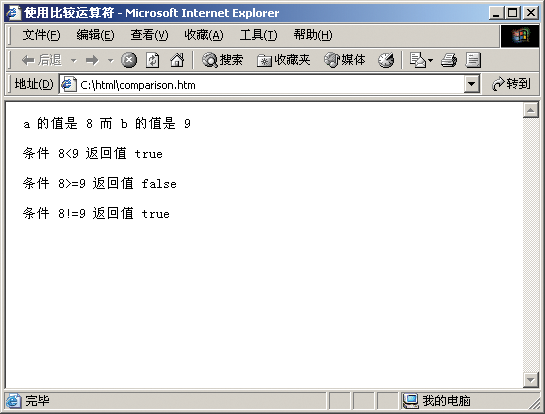 使用比较运算符 - Microsoft Internet Explorer
文件(F) 编辑(E) 查看(V) 收藏(A) 工具(T) 帮助(H)
后退 搜索 收藏夹 媒体
地址(D) C:\html\comparison.htm 转到
a 的值是 8 而 b 的值是 9
条件 8<9 返回值 true
条件 8>=9 返回值 false
条件 8!=9 返回值 true
完毕 我的电脑